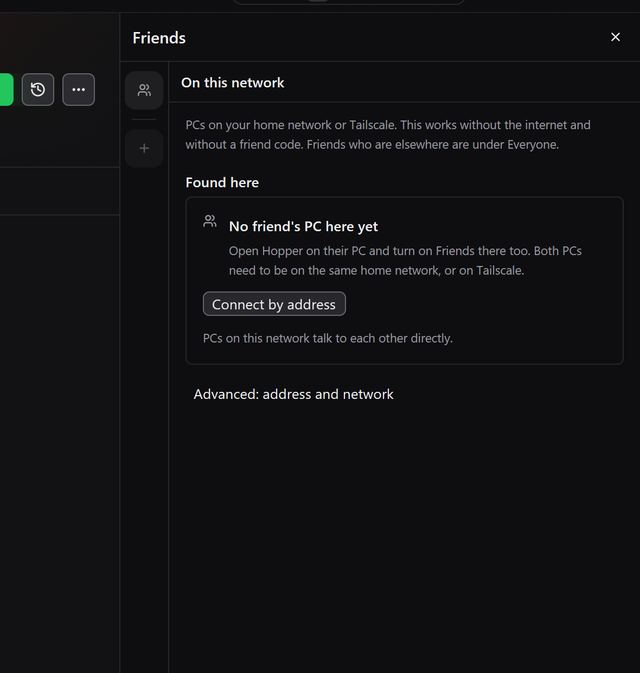 Friends
On this network
PCs on your home network or Tailscale. This works without the internet and
without a friend code. Friends who are elsewhere are under Everyone.
Found here
No friend's PC here yet
Open Hopper on their PC and turn on Friends there too. Both PCs
need to be on the same home network, or on Tailscale.
Connect by address
PCs on this network talk to each other directly.
Advanced: address and network